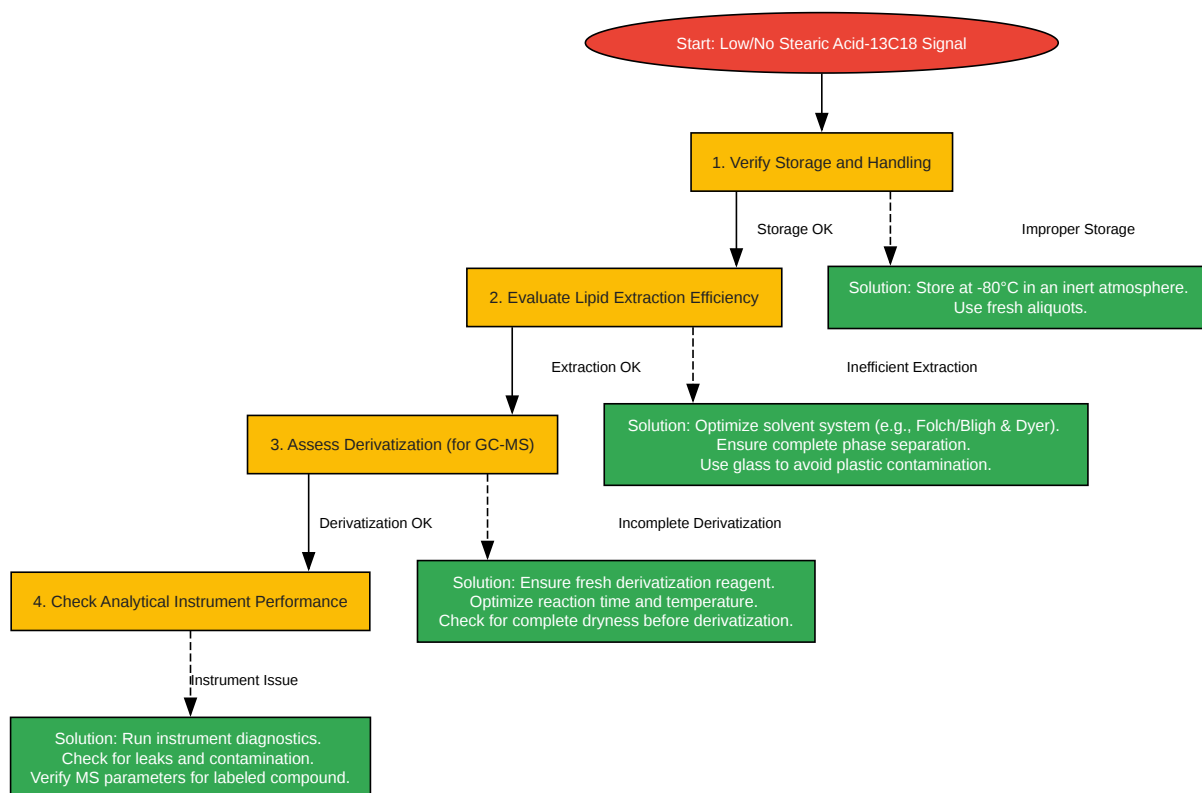 Start: Low/No Stearic Acid-13C18 Signal
1. Verify Storage and Handling
Storage OK
Improper Storage
2. Evaluate Lipid Extraction Efficiency
Solution: Store at -80°C in an inert atmosphere.
Use fresh aliquots.
Extraction OK
Inefficient Extraction
3. Assess Derivatization (for GC-MS)
Solution: Optimize solvent system (e.g., Folch/Bligh & Dyer).
Ensure complete phase separation.
Use glass to avoid plastic contamination.
Derivatization OK
Incomplete Derivatization
4. Check Analytical Instrument Performance
Solution: Ensure fresh derivatization reagent.
Optimize reaction time and temperature.
Check for complete dryness before derivatization.
Instrument Issue
Solution: Run instrument diagnostics.
Check for leaks and contamination.
Verify MS parameters for labeled compound.